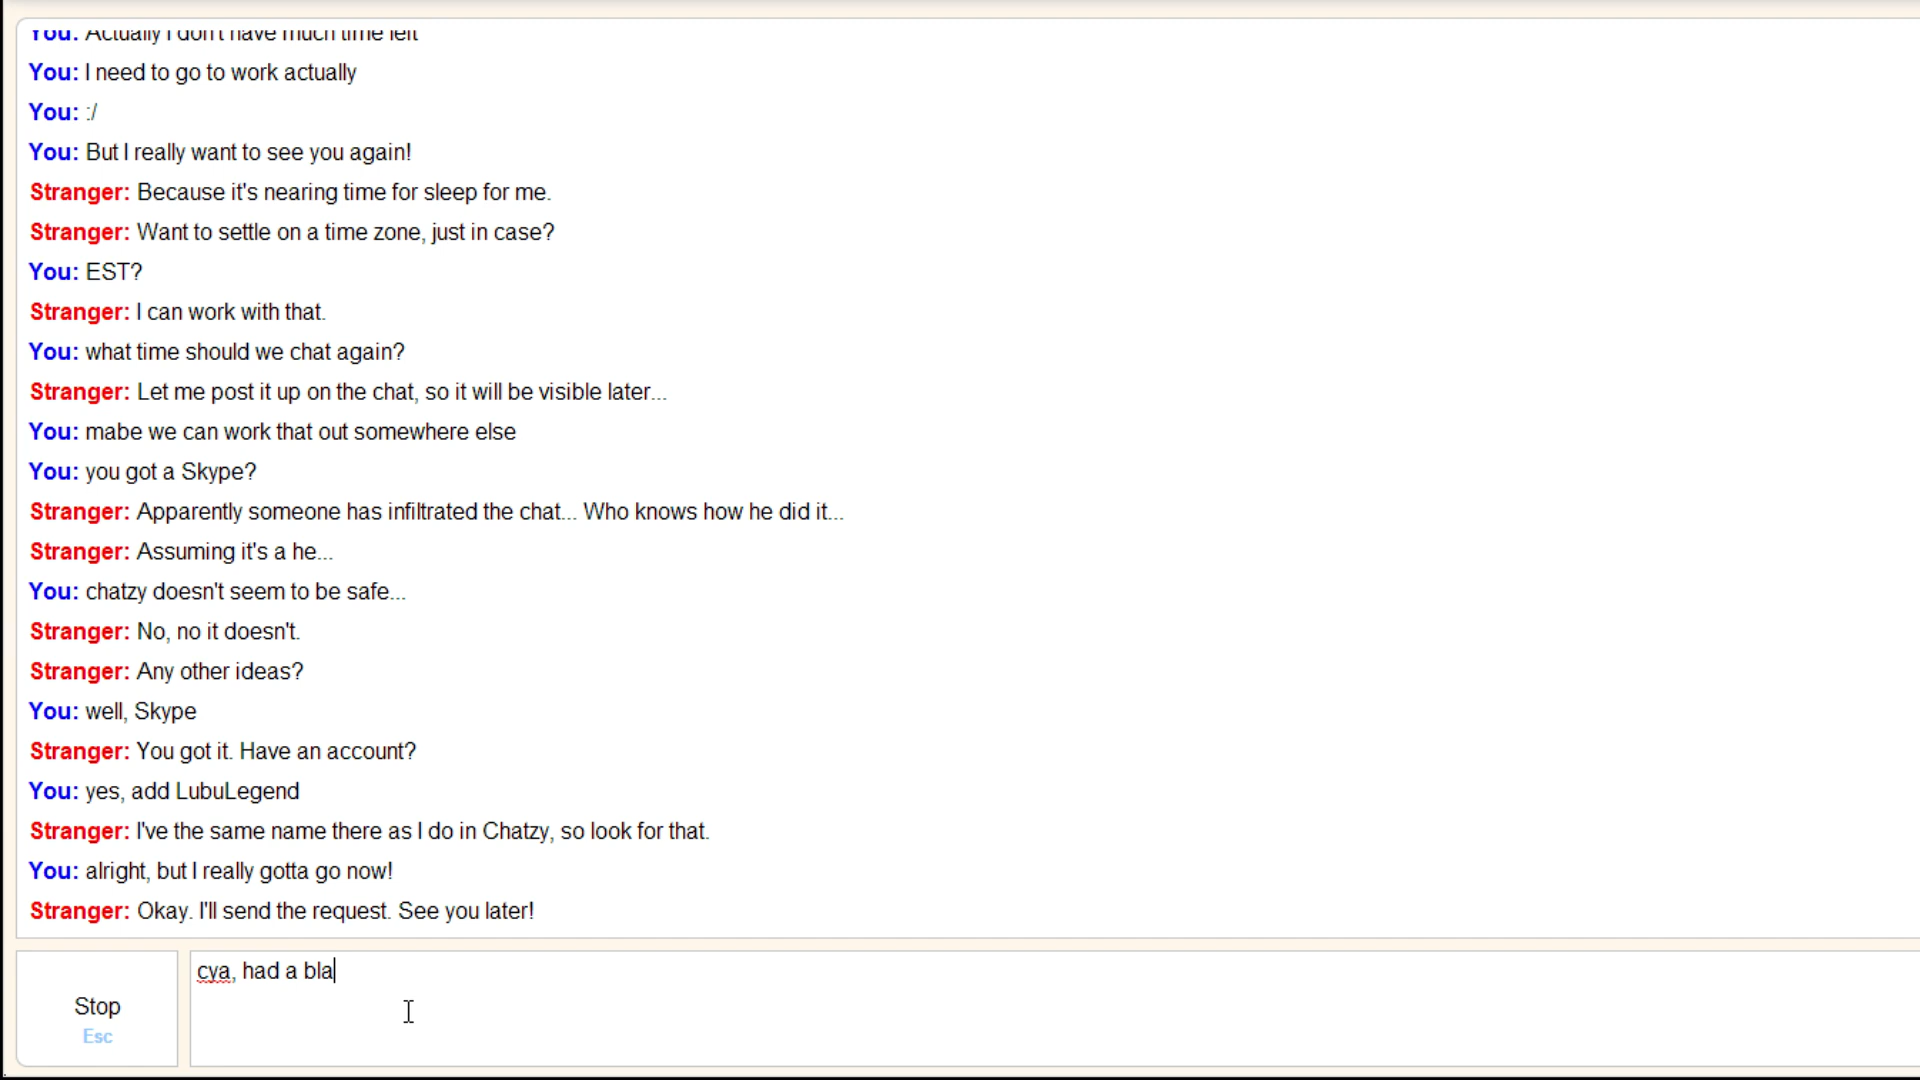 You: Actually I don't have much time left
You: I need to go to work actually
You: :/
You: But I really want to see you again!
Stranger: Because it's nearing time for sleep for me.
Stranger: Want to settle on a time zone, just in case?
You: EST?
Stranger: I can work with that.
You: what time should we chat again?
Stranger: Let me post it up on the chat, so it will be visible later...
You: mabe we can work that out somewhere else
You: you got a Skype?
Stranger: Apparently someone has infiltrated the chat... Who knows how he did it...
Stranger: Assuming it's a he...
You: chatzy doesn't seem to be safe...
Stranger: No, no it doesn't.
Stranger: Any other ideas?
You: well, Skype
Stranger: You got it. Have an account?
You: yes, add LubuLegend
Stranger: I've the same name there as I do in Chatzy, so look for that.
You: alright, but I really gotta go now!
Stranger: Okay. I'll send the request. See you later!
cya, had a bla
Stop
Esc